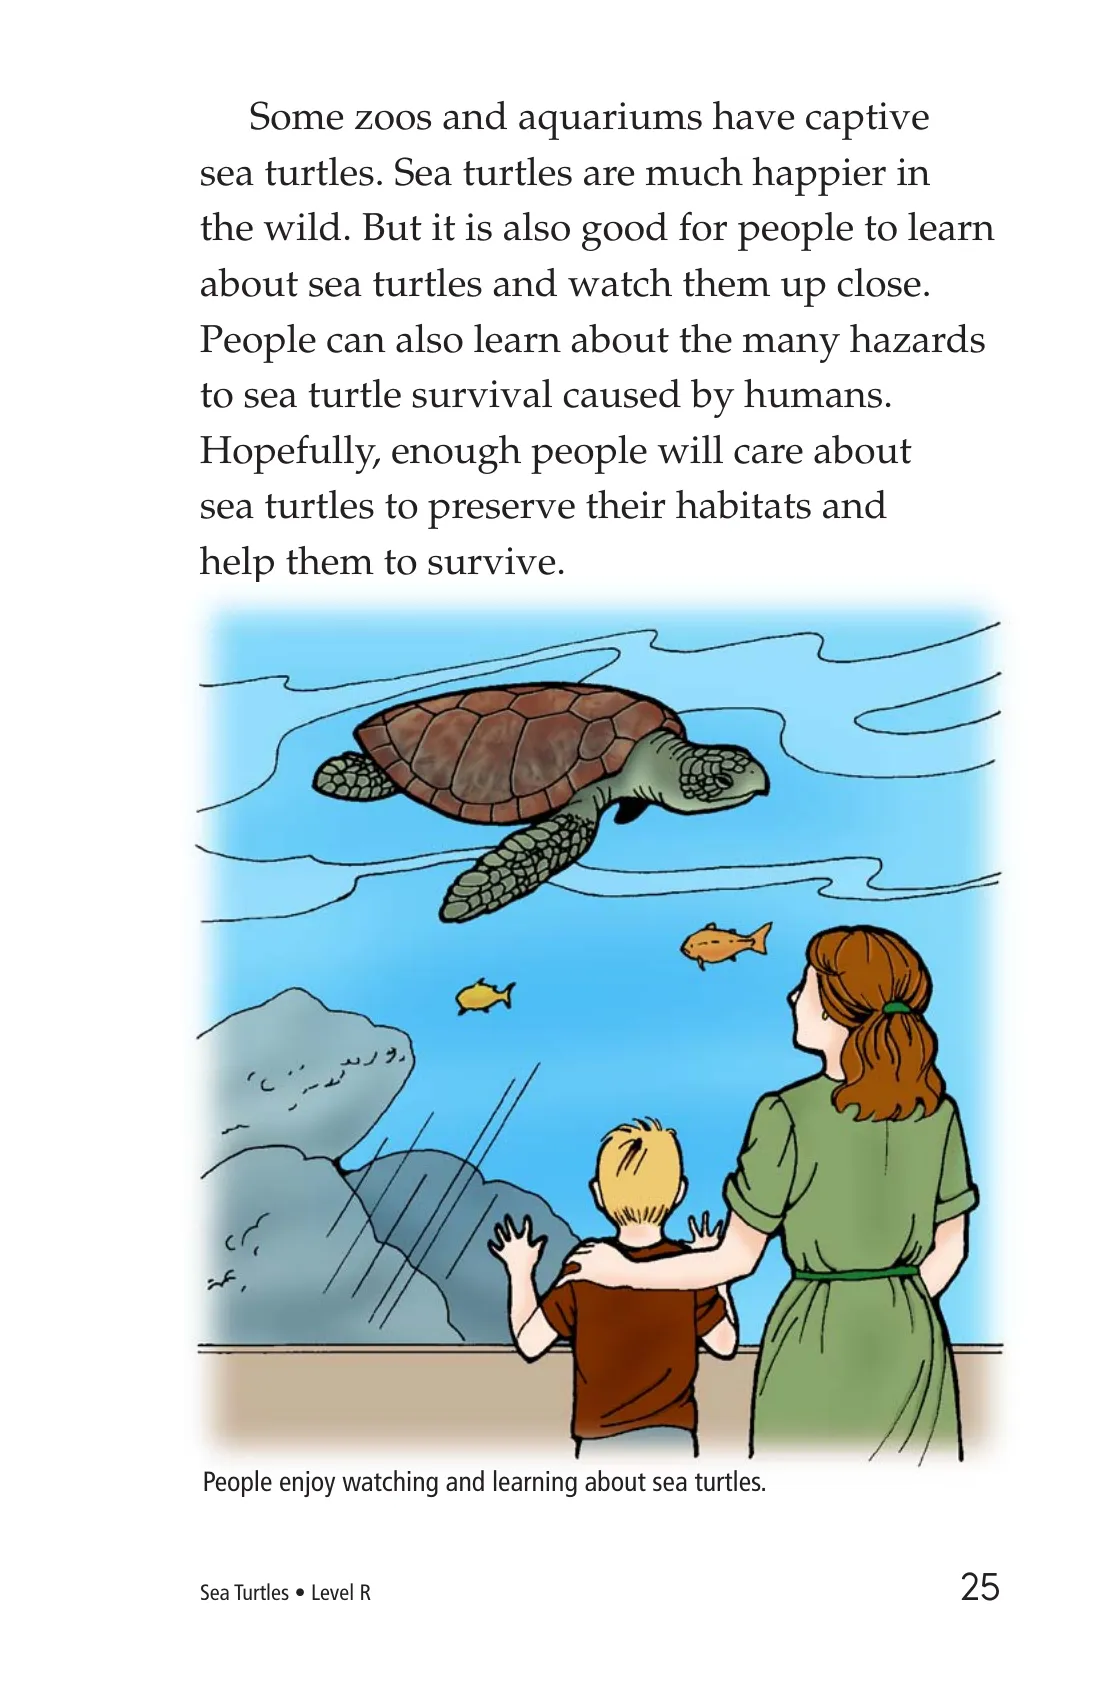 Some zoos and aquariums have captive
sea turtles. Sea turtles are much happier in
the wild. But it is also good for people to learn
about sea turtles and watch them up close.
People can also learn about the many hazards
to sea turtle survival caused by humans.
Hopefully, enough people will care about
sea turtles to preserve their habitats and
help them to survive.
People enjoy watching and learning about sea turtles.
Sea Turtles • Level R
25